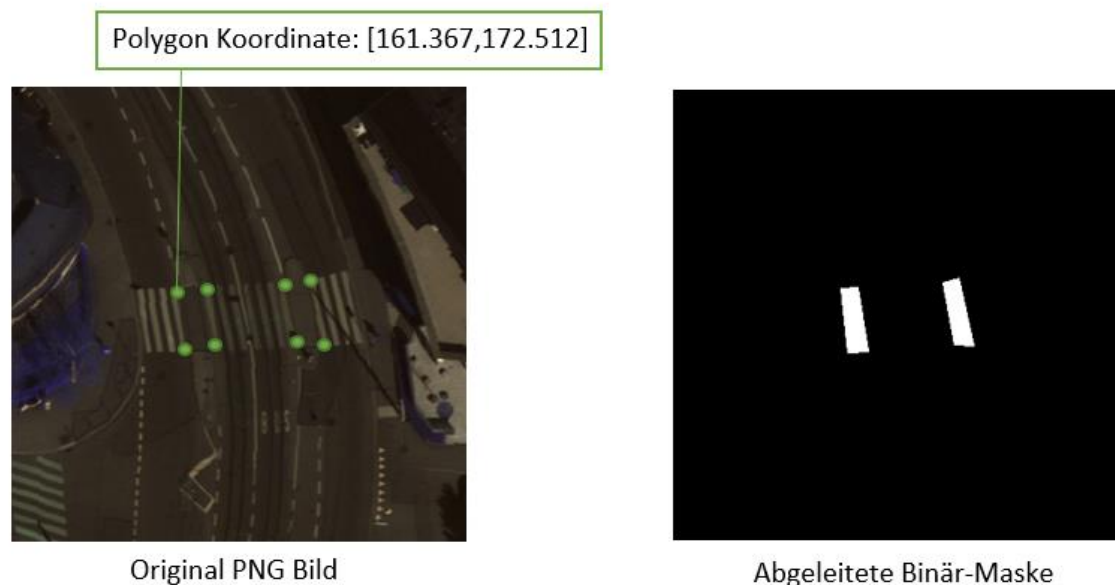 Polygon Koordinate: [161.367,172.512]
Original PNG Bild
Abgeleitete Binär-Maske